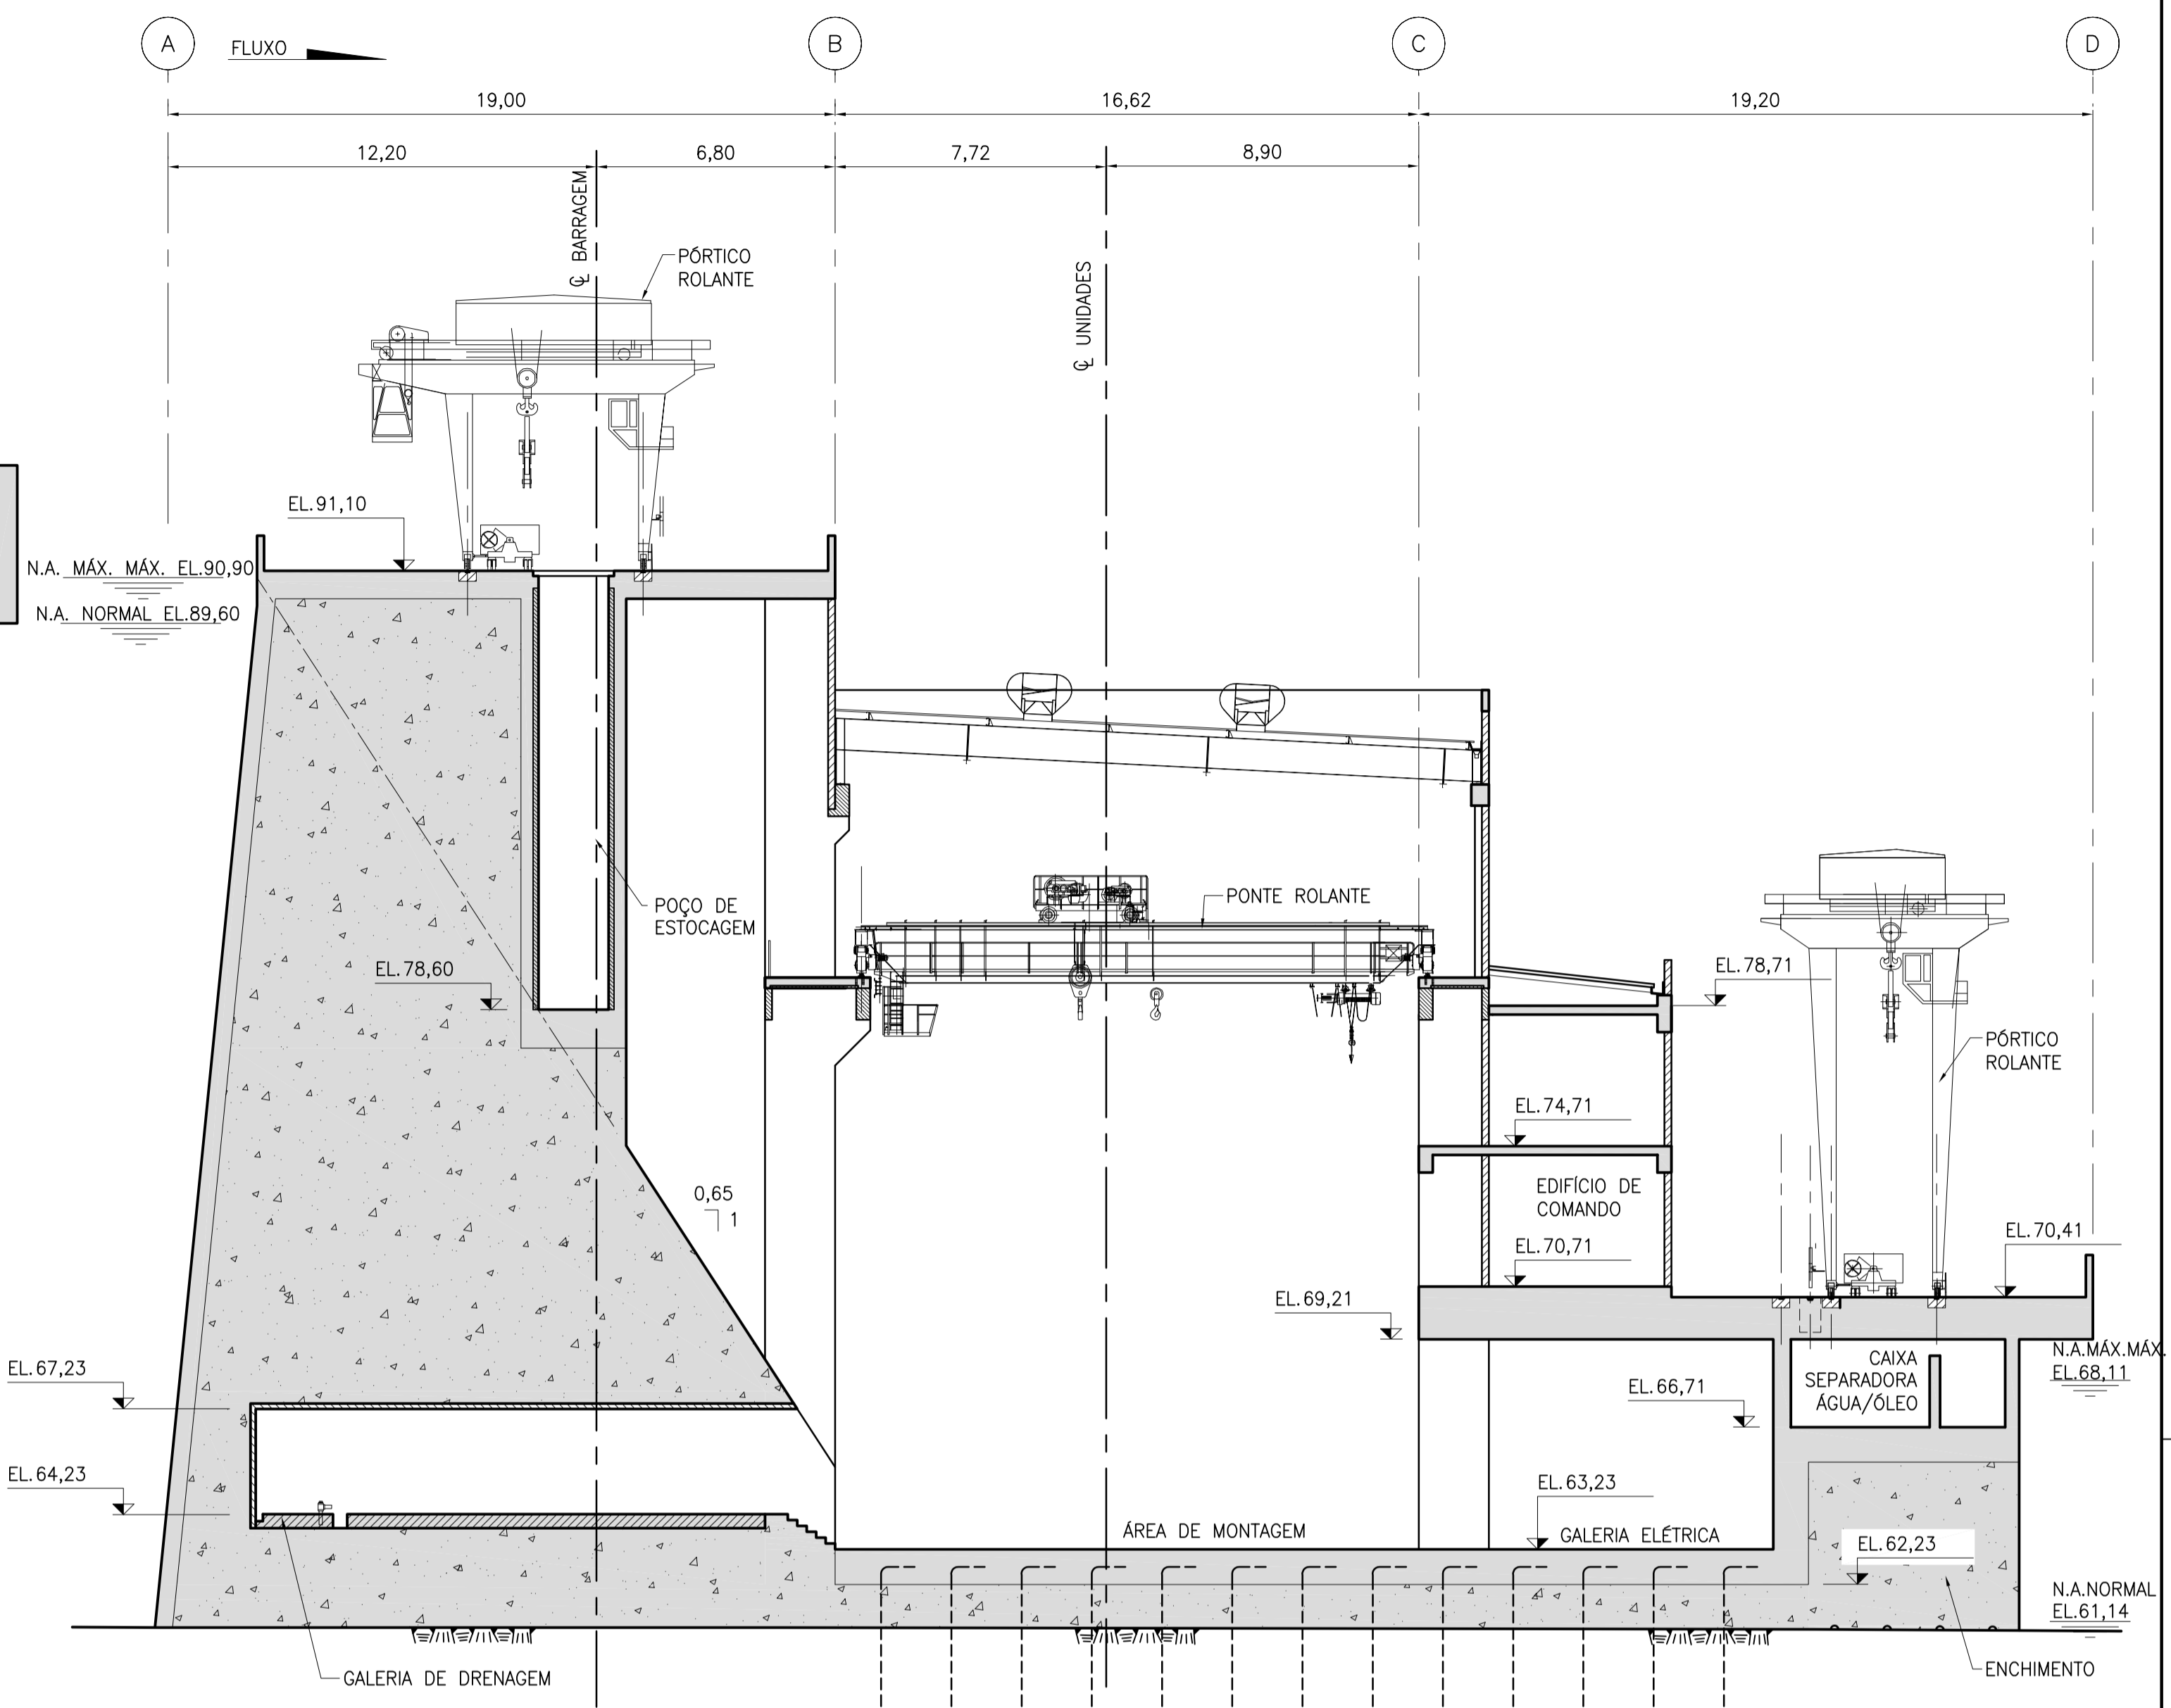 A
FLUXO
B
C
D
19,00
16,62
19,20
12,20
6,80
7,72
8,90
℄ BARRAGEM
PÓRTICO
ROLANTE
℄ UNIDADES
EL.91,10
N.A. MÁX. MÁX. EL.90,90
N.A. NORMAL EL.89,60
PONTE ROLANTE
POÇO DE
ESTOCAGEM
EL.78,60
EL.78,71
PÓRTICO
ROLANTE
EL.74,71
0,65
1
EDIFÍCIO DE
COMANDO
EL.70,71
EL.70,41
EL.69,21
N.A.MÁX.MÁX.
EL.68,11
CAIXA
SEPARADORA
ÁGUA/ÓLEO
EL.67,23
EL.66,71
EL.64,23
EL.63,23
ÁREA DE MONTAGEM
GALERIA ELÉTRICA
EL.62,23
N.A.NORMAL
EL.61,14
GALERIA DE DRENAGEM
ENCHIMENTO